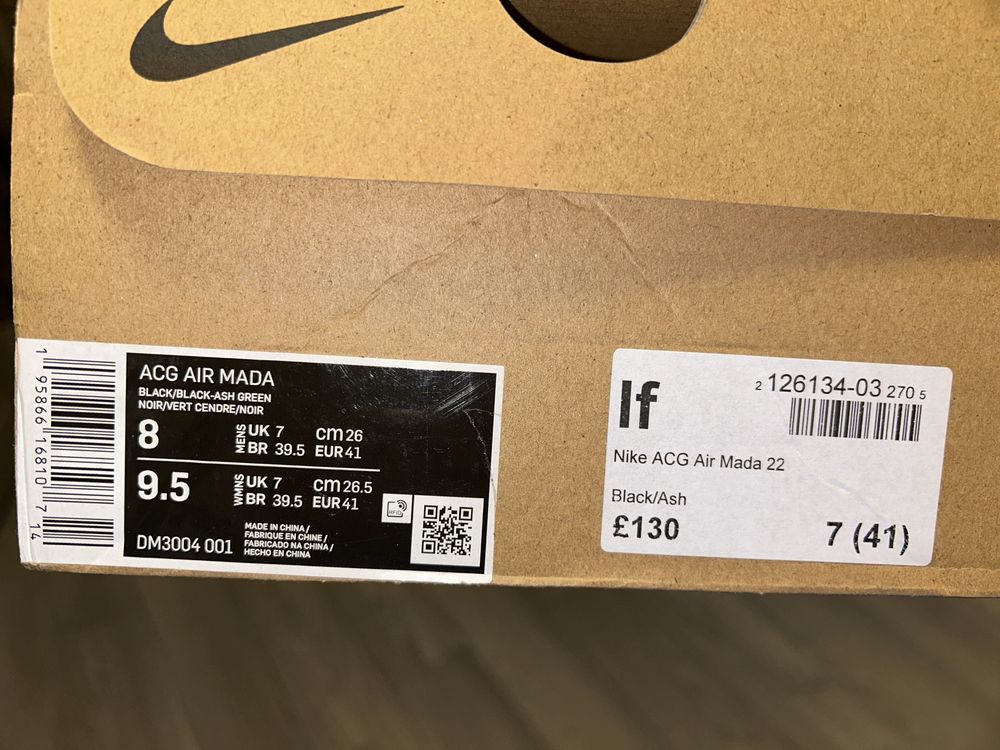 1 95866 16810 7 14
ACG AIR MADA
BLACK/BLACK-ASH GREEN
NOIR/VERT CENDRE/NOIR
8 MENS UK 7 cm 26
BR 39.5 EUR 41
9.5 WMNS UK 7 cm 26.5
BR 39.5 EUR 41
RFID
DM3004 001
MADE IN CHINA /
FABRIQUE EN CHINE /
FABRICADO NA CHINA /
HECHO EN CHINA
If
2 126134-03 270 5
Nike ACG Air Mada 22
Black/Ash
£130 7 (41)